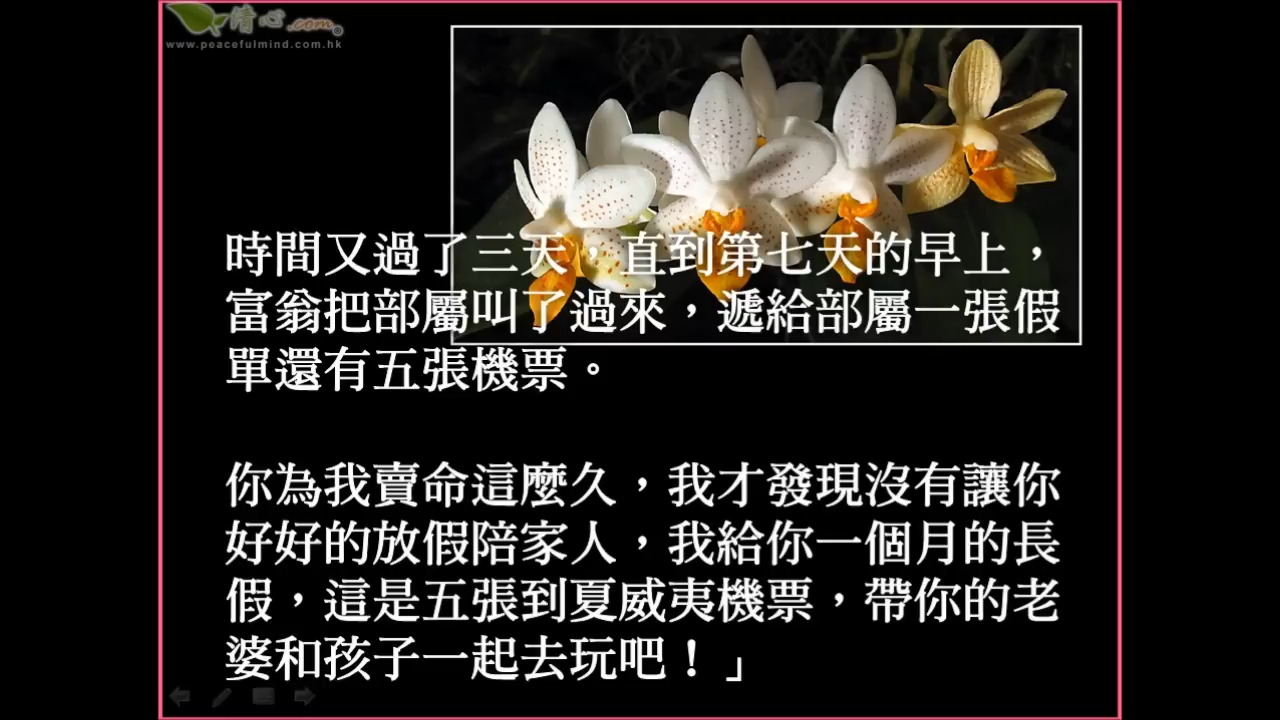 情心.com
www.peacefulmind.com.hk
時間又過了三天，直到第七天的早上，
富翁把部屬叫了過來，遞給部屬一張假
單還有五張機票。
你為我賣命這麼久，我才發現沒有讓你
好好的放假陪家人，我給你一個月的長
假，這是五張到夏威夷機票，帶你的老
婆和孩子一起去玩吧！」